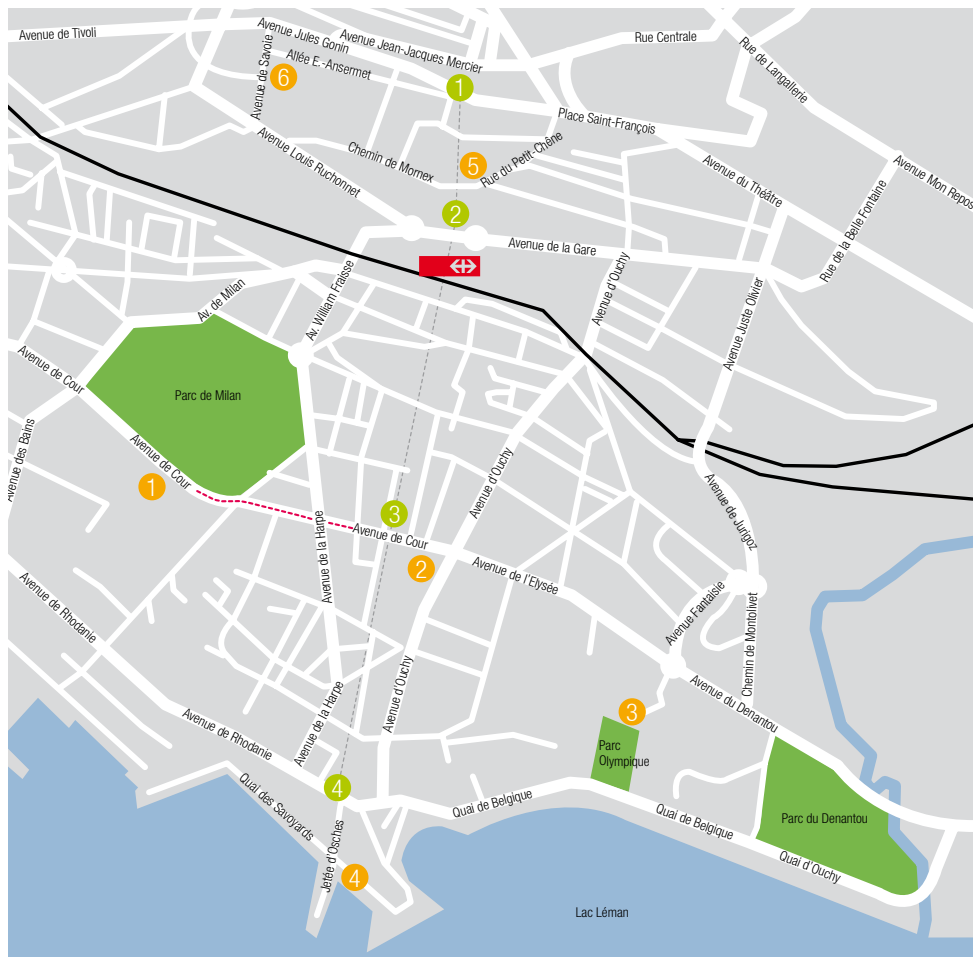 Avenue de Tivoli
Avenue Jules Gonin
Avenue Jean-Jacques Mercier
Rue Centrale
Rue de Langallerie
Allée E.-Ansermet
Avenue de Savoie
6
1
Place Saint-François
Avenue Louis Ruchonnet
Chemin de Mornex
5
Rue du Petit-Chêne
Avenue du Théâtre
Avenue Mon Repos
Rue de la Belle Fontaine
2
Avenue de la Gare
Avenue d'Ouchy
Av. de Milan
Av. William Fraisse
Avenue Juste Olivier
Avenue de Cour
Parc de Milan
Avenue des Bains
Avenue de Cour
1
Avenue d'Ouchy
Avenue de Jurigoz
3
Avenue de Cour
Avenue de la Harpe
2
Avenue de l'Elysée
Avenue Fantaisie
Chemin de Montolivet
Avenue de Rhodanie
Avenue d'Ouchy
Avenue du Denantou
Avenue de Rhodanie
Avenue de la Harpe
3
Parc
Olympique
4
Quai des Savoyards
Quai de Belgique
Quai de Belgique
Parc du Denantou
Jetée d'Osches
4
Quai d'Ouchy
Lac Léman